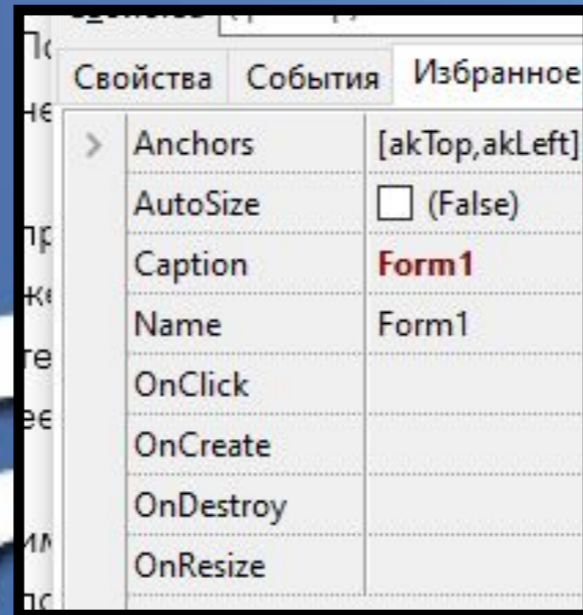 Свойства События Избранное
Anchors [akTop,akLeft]
AutoSize (False)
Caption Form1
Name Form1
OnClick
OnCreate
OnDestroy
OnResize